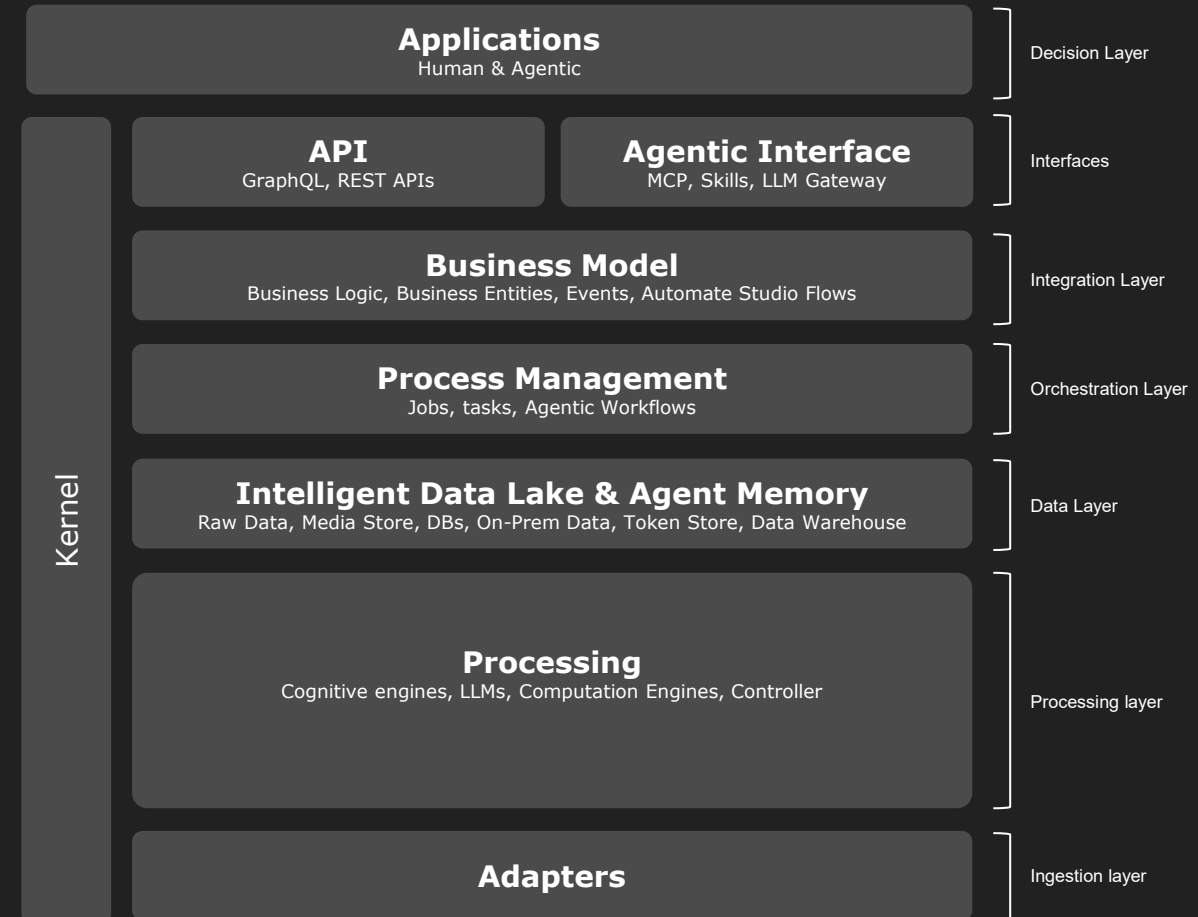 Applications
Human & Agentic
Decision Layer
API
GraphQL, REST APIs
Agentic Interface
MCP, Skills, LLM Gateway
Interfaces
Business Model
Business Logic, Business Entities, Events, Automate Studio Flows
Integration Layer
Process Management
Jobs, tasks, Agentic Workflows
Orchestration Layer
Kernel
Intelligent Data Lake & Agent Memory
Raw Data, Media Store, DBs, On-Prem Data, Token Store, Data Warehouse
Data Layer
Processing
Cognitive engines, LLMs, Computation Engines, Controller
Processing layer
Adapters
Ingestion layer